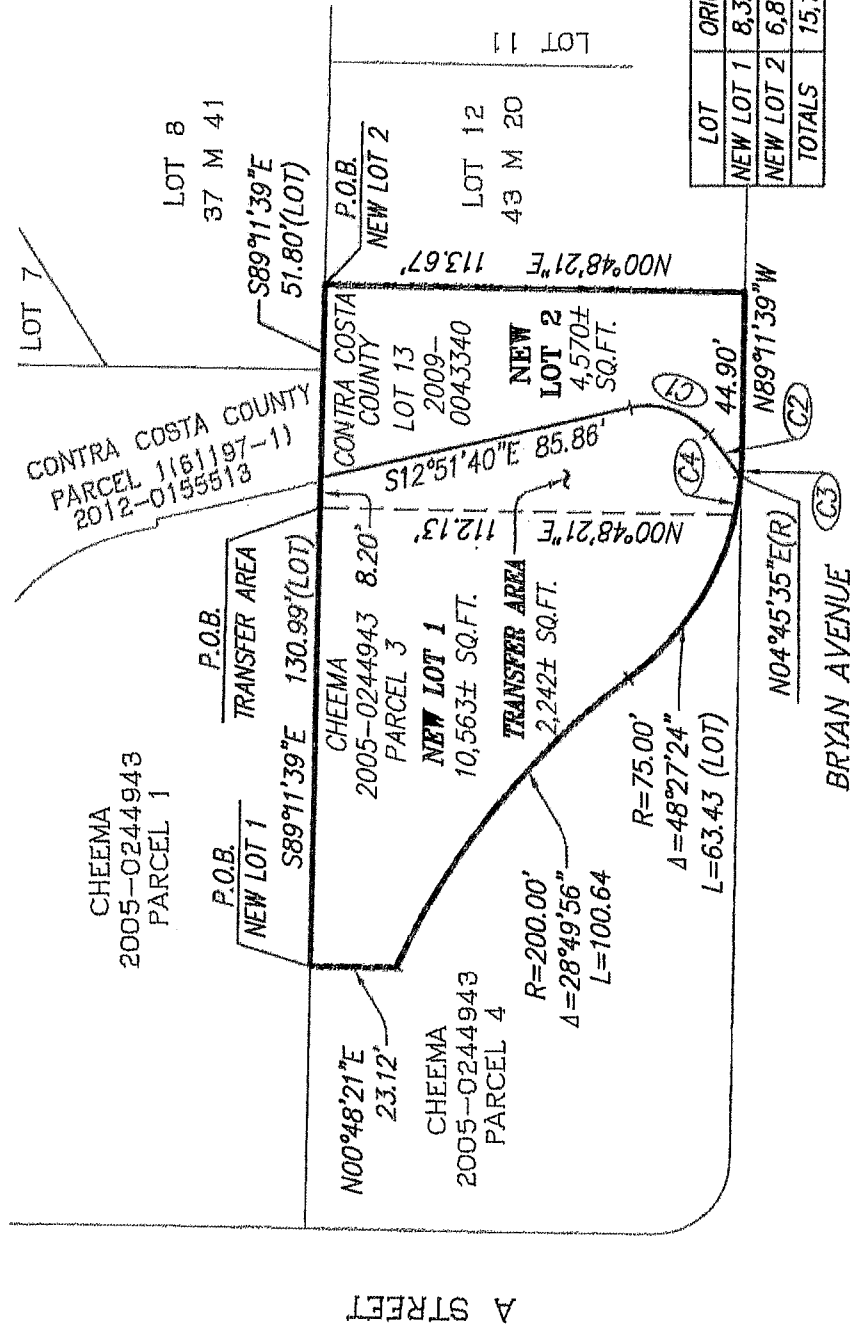 LOT 7
LOT 8
37 M 41
S89°11'39"E
51.80'(LOT)
P.O.B.
NEW LOT 2
LOT 11
LOT 12
43 M 20
CONTRA COSTA COUNTY
PARCEL 1(61197-1)
2012-0155513
CHEEMA
2005-0244943
PARCEL 1
P.O.B.
TRANSFER AREA
P.O.B.
NEW LOT 1
S89°11'39"E 130.99'(LOT)
8.20'
CONTRA COSTA
COUNTY
LOT 13
2009-
0043340
NEW
LOT 2
4,570±
SQ.FT.
N00°48'21"E 113.67'
S12°51'40"E 85.86'
N00°48'21"E 112.13'
CHEEMA
2005-0244943
PARCEL 3
NEW LOT 1
10,563± SQ.FT.
TRANSFER AREA
2,242± SQ.FT.
C1
C2
C3
C4
44.90'
N89°11'39"W
N04°45'35"E(R)
N00°48'21"E
23.12'
CHEEMA
2005-0244943
PARCEL 4
R=200.00'
Δ=28°49'56"
L=100.64
R=75.00'
Δ=48°27'24"
L=63.43 (LOT)
BRYAN AVENUE
A STREET
LOT ORI
NEW LOT 1 8,3
NEW LOT 2 6,8
TOTALS 15,